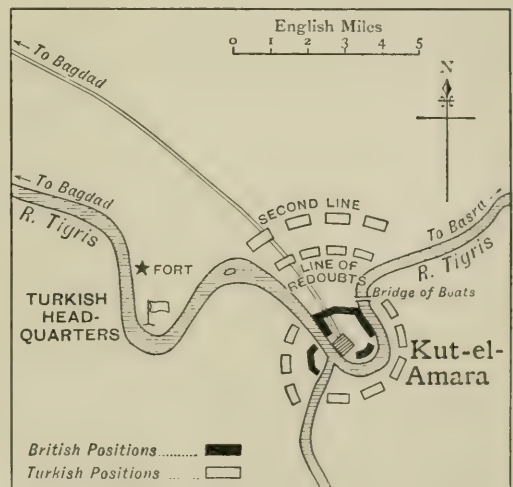 English Miles
0 1 2 3 4 5
← To Bagdad
N
← To Bagdad
R. Tigris
SECOND LINE
To Basra →
R. Tigris
★ FORT
LINE OF
REDOUBTS
Bridge of Boats
TURKISH
HEAD-
QUARTERS
Kut-el-
Amara
British Positions.........
Turkish Positions .. ...